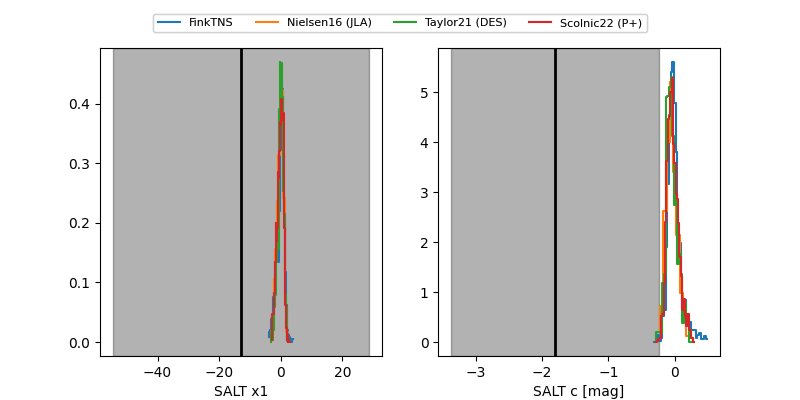 FinkTNS Nielsen16 (JLA) Taylor21 (DES) Scolnic22 (P+)
0.4
0.3
0.2
0.1
0.0
−40 −20 0 20
SALT x1
5
4
3
2
1
0
−3 −2 −1 0
SALT c [mag]